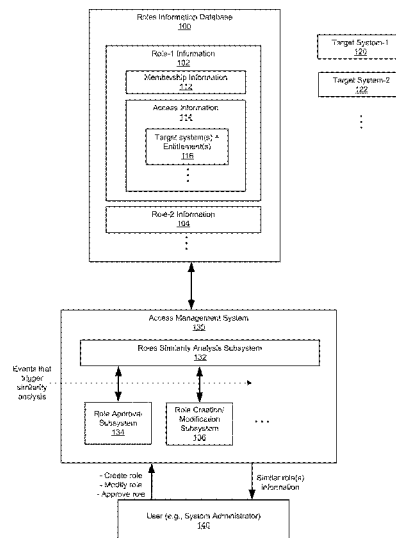 Roles Information Database
100
Role-1 Information
102
Membership Information
112
Access Information
114
Target system(s) +
Entitlement(s)
116
Role-2 Information
104
Target System-1
120
Target System-2
122
Access Management System
130
Roles Similarity Analysis Subsystem
132
Events that
trigger
similarity
analysis
Role Approval
Subsystem
134
Role Creation/
Modification
Subsystem
136
- Create role
- Modify role
- Approve role
Similar role(s)
information
User (e.g., System Administrator)
140